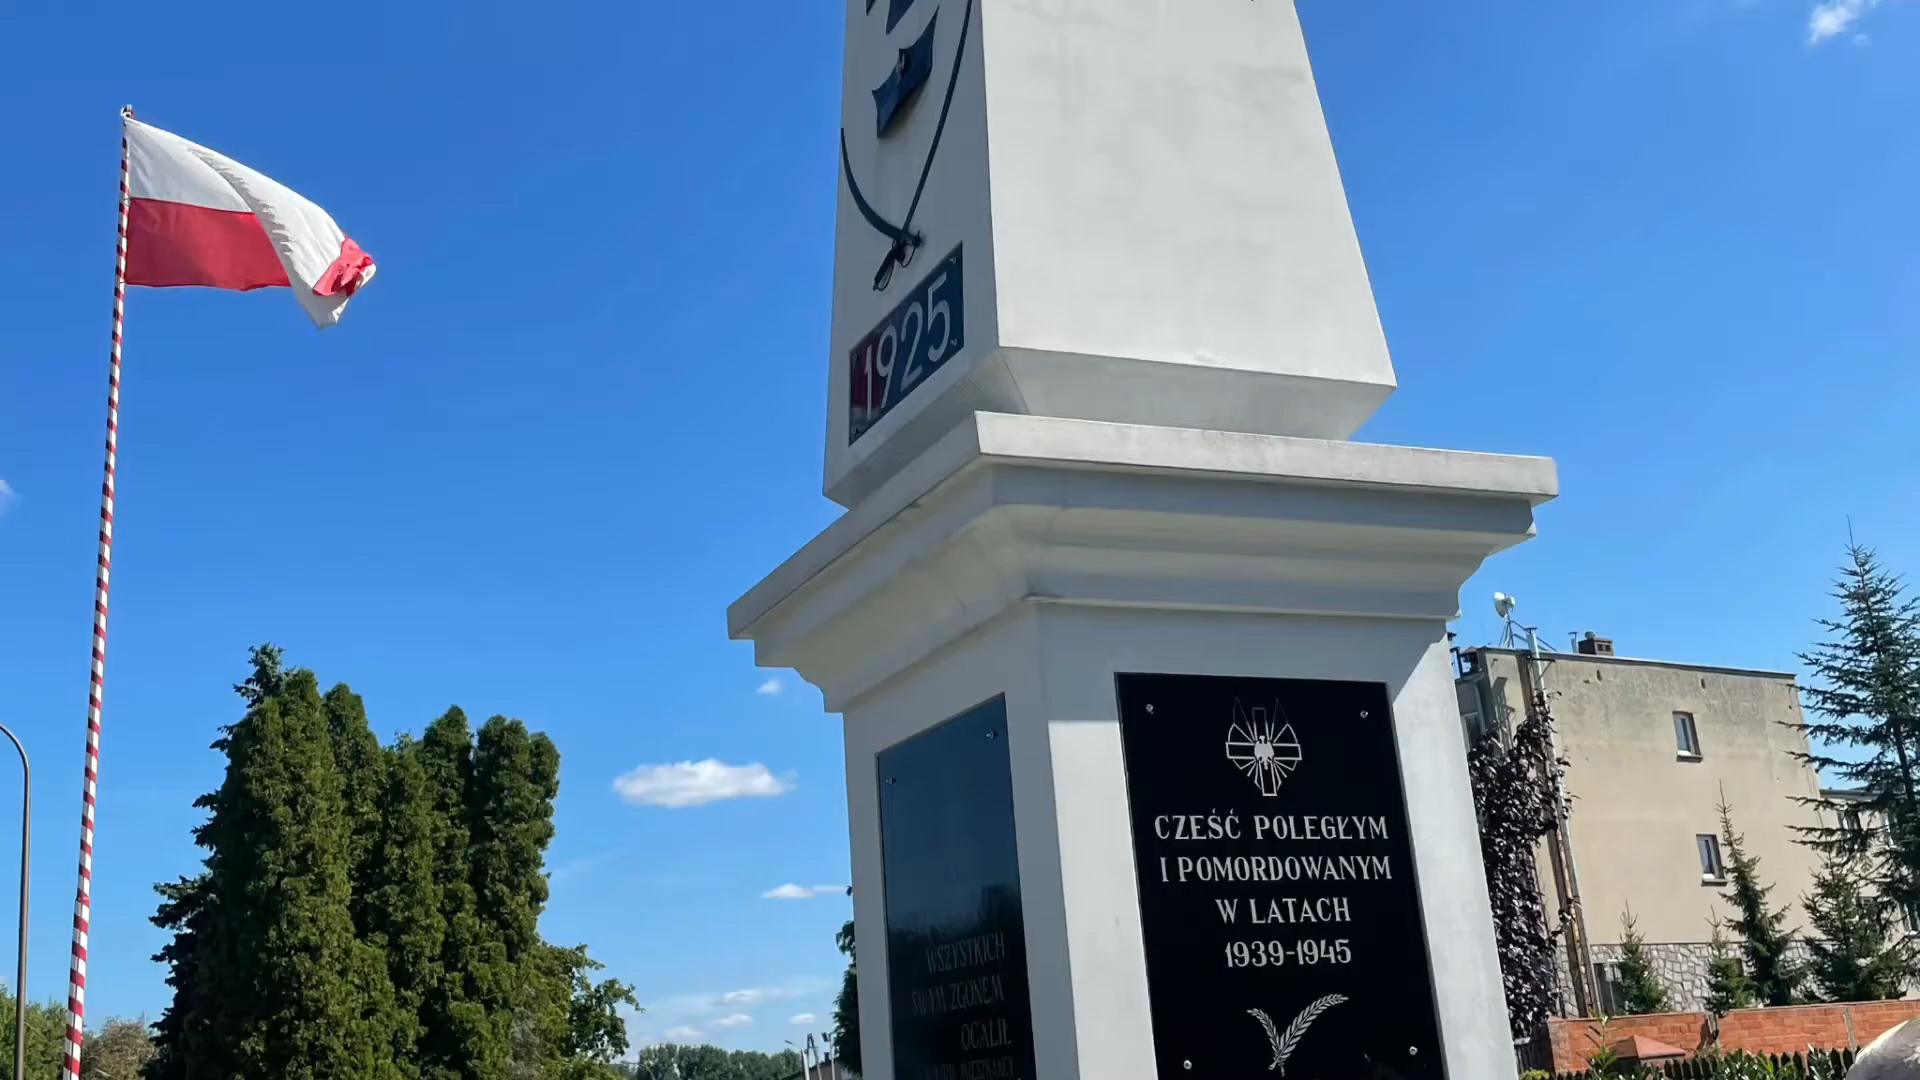 1925
WSZYSTKICH
SWYM ZGONEM
OCALIŁ
CZEŚĆ POLEGŁYM
I POMORDOWANYM
W LATACH
1939-1945